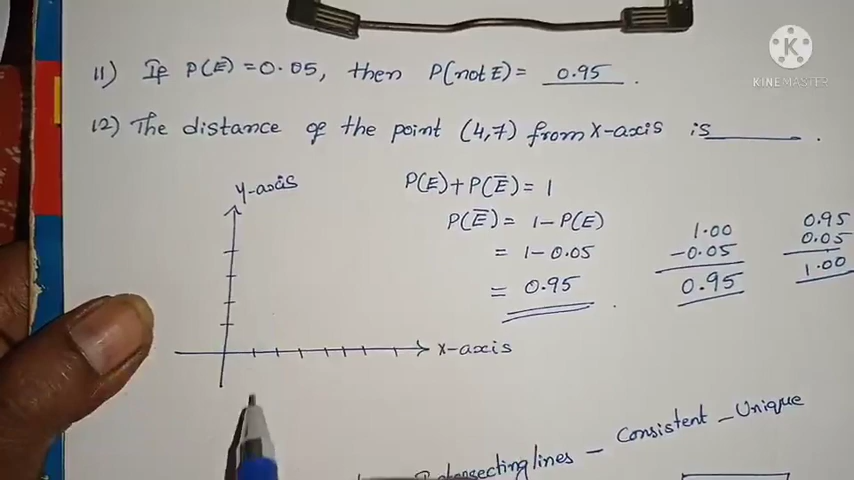 11) If P(E) = 0.05, then P(not E) = 0.95 .
12) The distance of the point (4,7) from X-axis is ______ .
Y-axis
P(E) + P(E̅) = 1
P(E̅) = 1 - P(E)
= 1 - 0.05
= 0.95
1.00
-0.05
0.95
0.95
0.05
1.00
X-axis
lines - Consistent - Unique
K
KINEMASTER